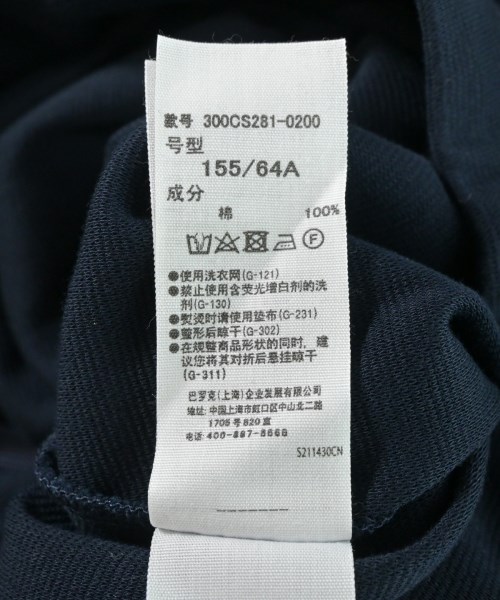 款号 300CS281-0200
号型
155/64A
成分
棉 100%
●使用洗衣网(G-121)
●禁止使用含荧光增白剂的洗
剂(G-130)
●熨烫时请使用垫布(G-231)
●整形后晾干(G-302)
●在规整商品形状的同时，建
议您将其对折后悬挂晾干
(G-311)
巴罗克(上海)企业发展有限公司
地址: 中国上海市虹口区中山北二路
1705号820室
电话: 400-887-5668
S211430CN